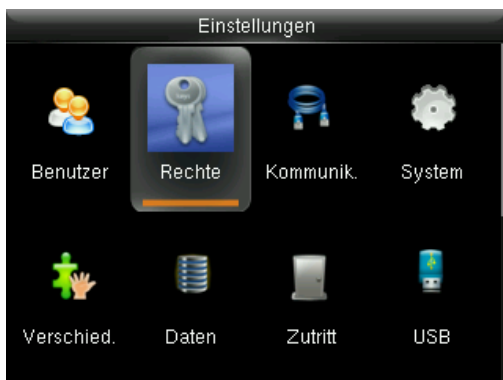 Einstellungen
Benutzer Rechte Kommunik. System
Verschied. Daten Zutritt USB